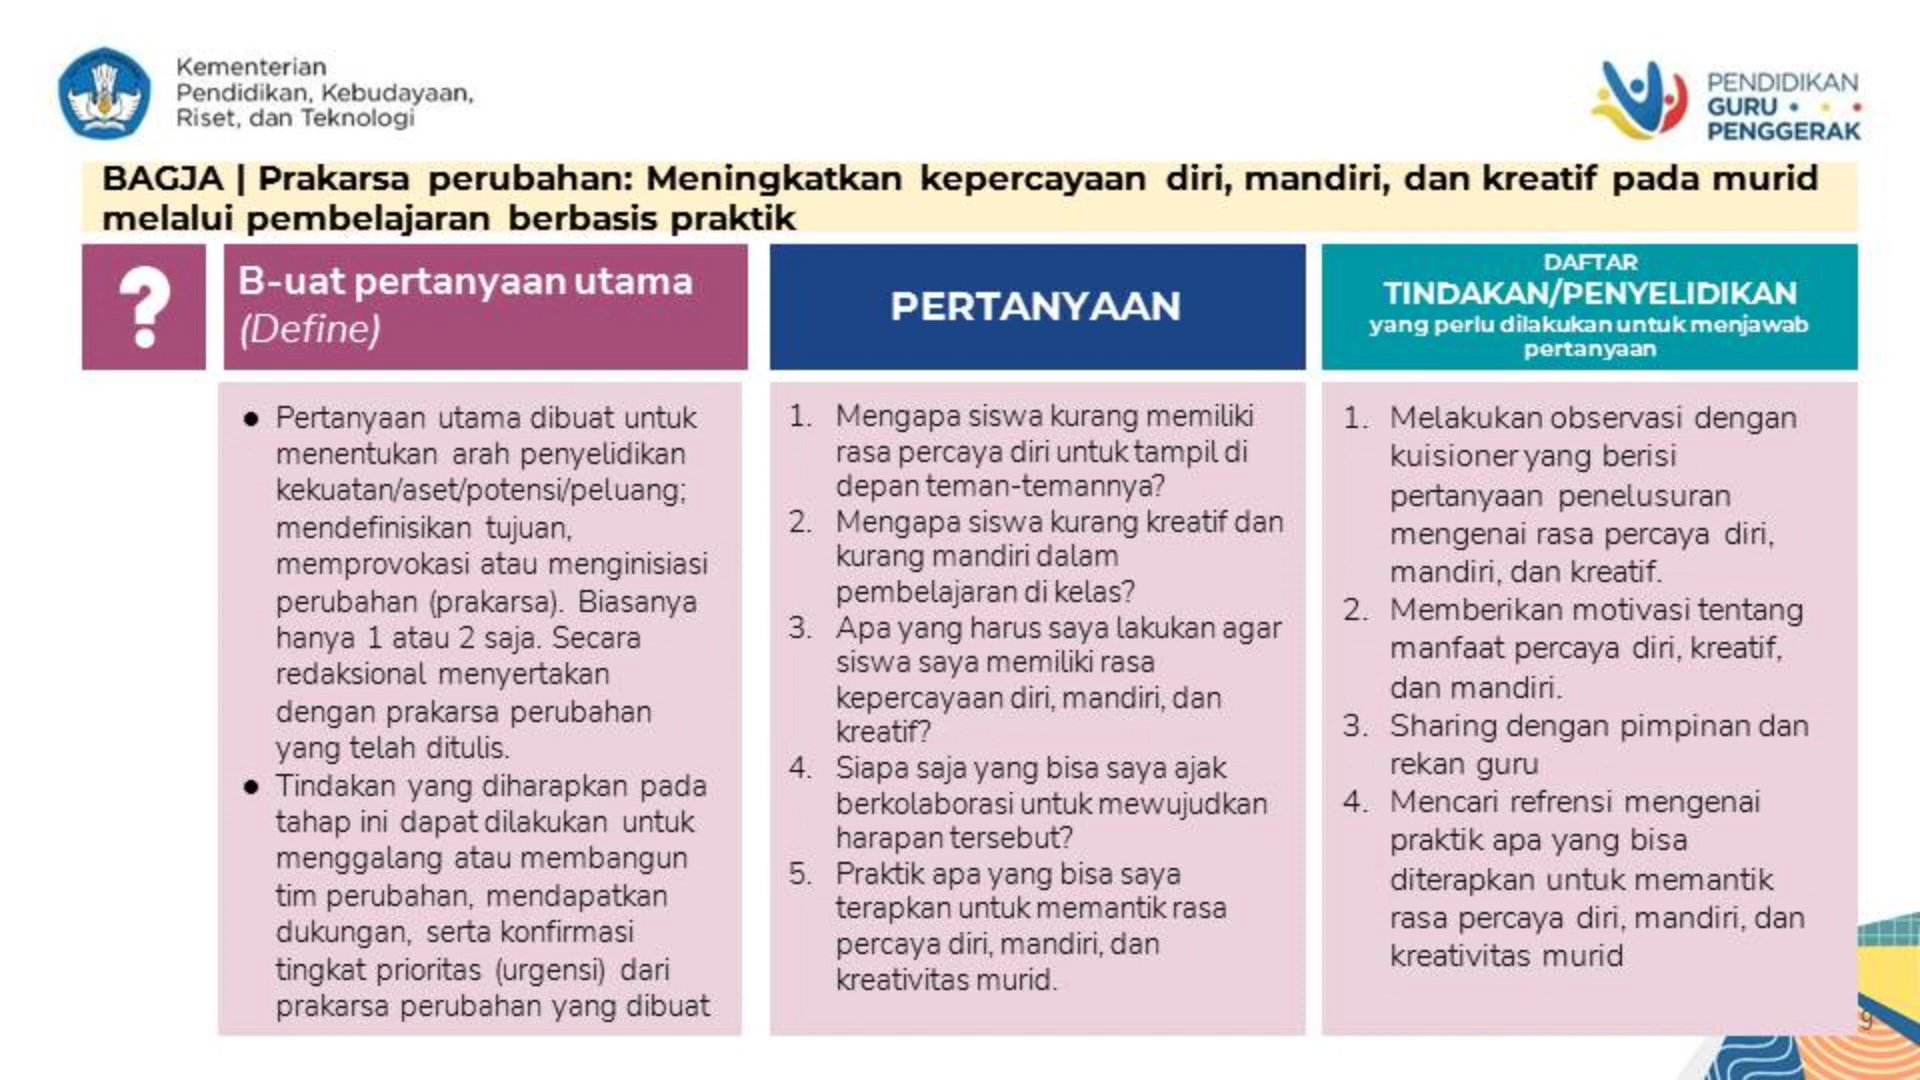 Kementerian
Pendidikan, Kebudayaan,
Riset, dan Teknologi
PENDIDIKAN
GURU
PENGGERAK
BAGJA | Prakarsa perubahan: Meningkatkan kepercayaan diri, mandiri, dan kreatif pada murid
melalui pembelajaran berbasis praktik
?
B-uat pertanyaan utama
(Define)
PERTANYAAN
DAFTAR
TINDAKAN/PENYELIDIKAN
yang perlu dilakukan untuk menjawab
pertanyaan
● Pertanyaan utama dibuat untuk
menentukan arah penyelidikan
kekuatan/aset/potensi/peluang;
mendefinisikan tujuan,
memprovokasi atau menginisiasi
perubahan (prakarsa). Biasanya
hanya 1 atau 2 saja. Secara
redaksional menyertakan
dengan prakarsa perubahan
yang telah ditulis.
● Tindakan yang diharapkan pada
tahap ini dapat dilakukan untuk
menggalang atau membangun
tim perubahan, mendapatkan
dukungan, serta konfirmasi
tingkat prioritas (urgensi) dari
prakarsa perubahan yang dibuat
1. Mengapa siswa kurang memiliki
rasa percaya diri untuk tampil di
depan teman-temannya?
2. Mengapa siswa kurang kreatif dan
kurang mandiri dalam
pembelajaran di kelas?
3. Apa yang harus saya lakukan agar
siswa saya memiliki rasa
kepercayaan diri, mandiri, dan
kreatif?
4. Siapa saja yang bisa saya ajak
berkolaborasi untuk mewujudkan
harapan tersebut?
5. Praktik apa yang bisa saya
terapkan untuk memantik rasa
percaya diri, mandiri, dan
kreativitas murid.
1. Melakukan observasi dengan
kuisioner yang berisi
pertanyaan penelusuran
mengenai rasa percaya diri,
mandiri, dan kreatif.
2. Memberikan motivasi tentang
manfaat percaya diri, kreatif,
dan mandiri.
3. Sharing dengan pimpinan dan
rekan guru
4. Mencari refrensi mengenai
praktik apa yang bisa
diterapkan untuk memantik
rasa percaya diri, mandiri, dan
kreativitas murid
9